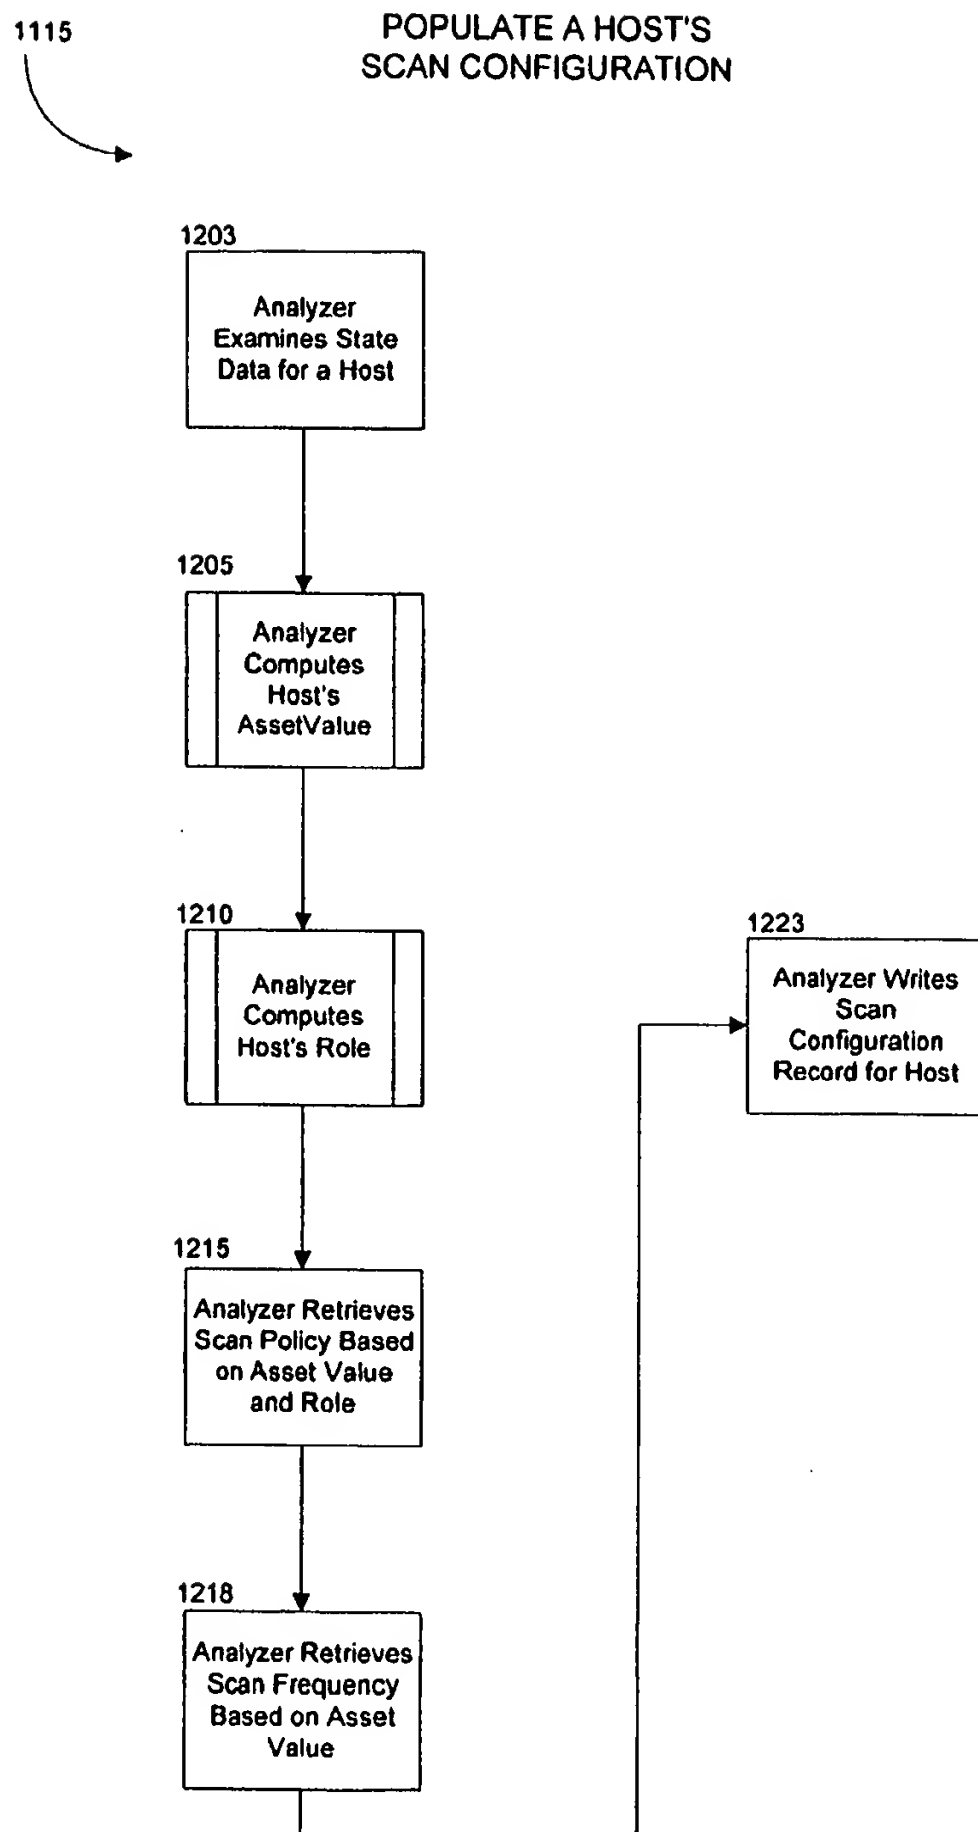 1115
POPULATE A HOST'S
SCAN CONFIGURATION
1203
Analyzer
Examines State
Data for a Host
1205
Analyzer
Computes
Host's
AssetValue
1210
Analyzer
Computes
Host's Role
1215
Analyzer Retrieves
Scan Policy Based
on Asset Value
and Role
1218
Analyzer Retrieves
Scan Frequency
Based on Asset
Value
1223
Analyzer Writes
Scan
Configuration
Record for Host